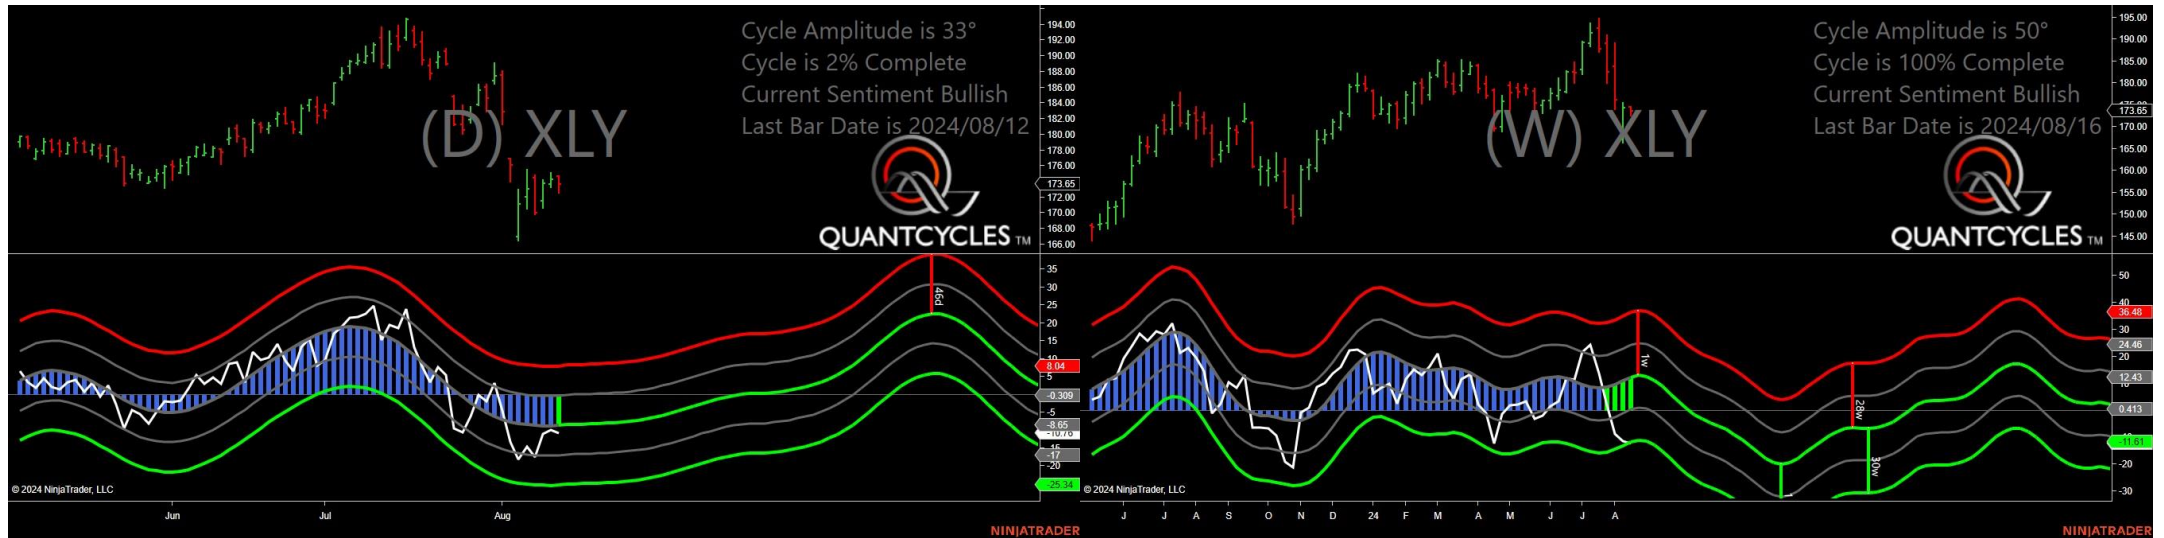 Cycle Amplitude is 33°
Cycle is 2% Complete
Current Sentiment Bullish
Last Bar Date is 2024/08/12
(D) XLY
QUANTCYCLES TM
194.00
192.00
190.00
188.00
186.00
184.00
182.00
180.00
178.00
176.00
173.65
172.00
170.00
168.00
166.00
35
30
25
20
15
10
8.04
5
-0.309
-5
-8.65
-10.76
-15
-17
-20
-25.34
46d
© 2024 NinjaTrader, LLC
Jun
Jul
Aug
NINJATRADER
Cycle Amplitude is 50°
Cycle is 100% Complete
Current Sentiment Bullish
Last Bar Date is 2024/08/16
(W) XLY
QUANTCYCLES TM
195.00
190.00
185.00
180.00
175.00
173.65
170.00
165.00
160.00
155.00
150.00
145.00
50
40
36.48
30
24.46
20
12.43
10
0.413
-11.61
-20
-30
1w
28w
30w
© 2024 NinjaTrader, LLC
J
J
A
S
O
N
D
24
F
M
A
M
J
J
A
NINJATRADER